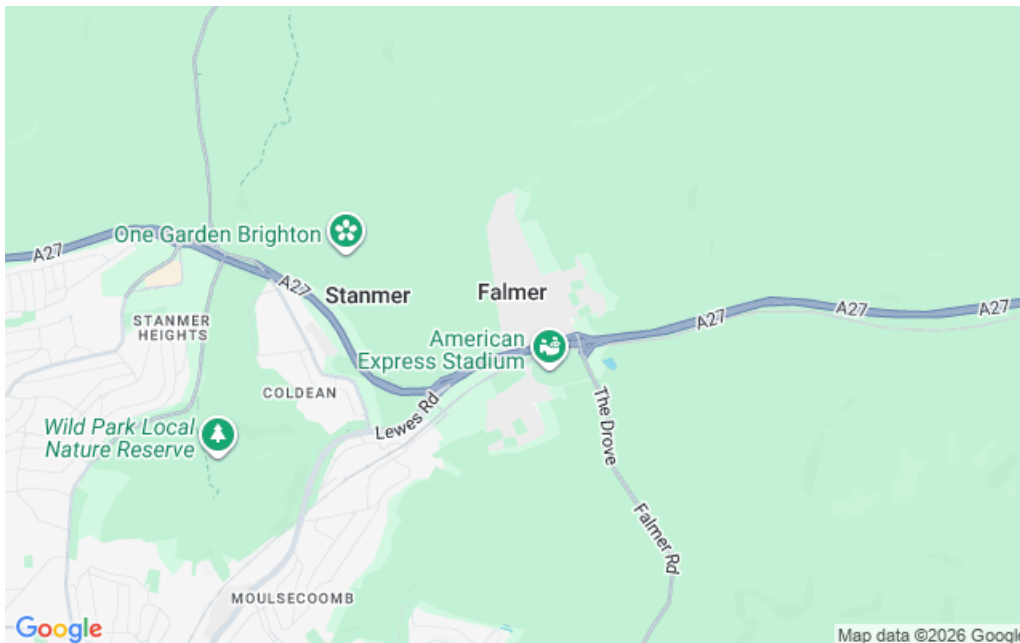 One Garden Brighton
A27
A27
Stanmer
Falmer
A27
A27
A27
STANMER
HEIGHTS
American
Express Stadium
COLDEAN
Lewes Rd
The Drove
Wild Park Local
Nature Reserve
Falmer Rd
MOULSECOOMB
Google
Map data ©2026 Google